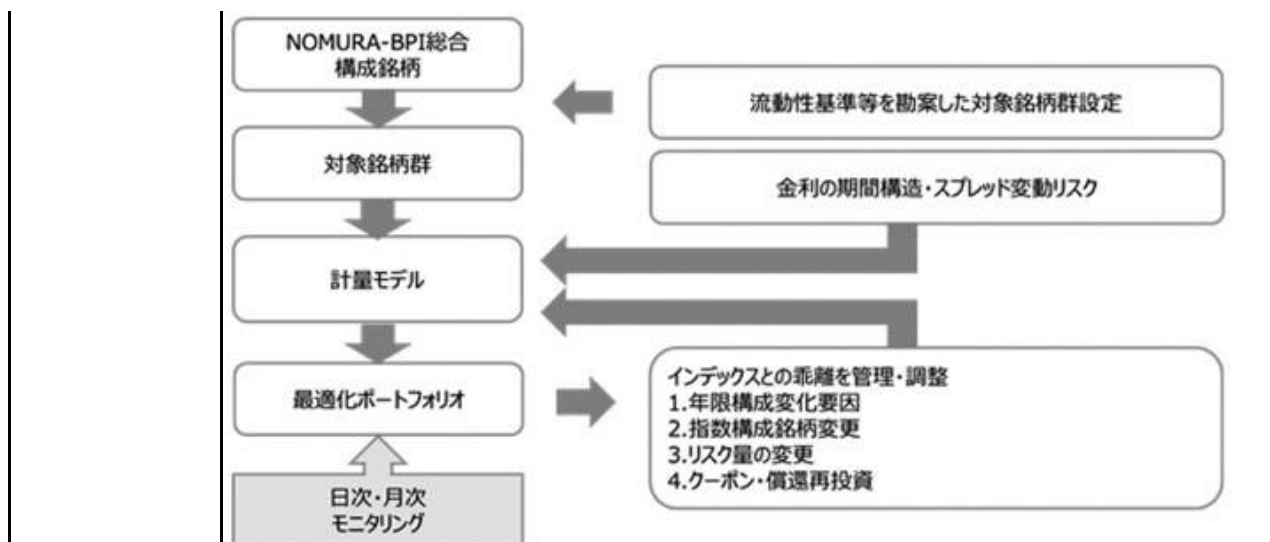 NOMURA-BPI総合
構成銘柄
流動性基準等を勘案した対象銘柄群設定
対象銘柄群
金利の期間構造・スプレッド変動リスク
計量モデル
最適化ポートフォリオ
インデックスとの乖離を管理・調整
1.年限構成変化要因
2.指数構成銘柄変更
3.リスク量の変更
4.クーポン・償還再投資
日次・月次
モニタリング